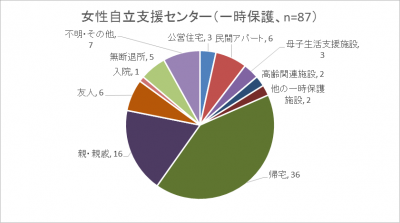 女性自立支援センター(一時保護、n=87)
公営住宅, 3
民間アパート, 6
母子生活支援施設,
3
高齢関連施設, 2
他の一時保護
施設, 2
帰宅, 36
親・親戚, 16
友人, 6
入院, 1
無断退所, 5
不明・その他,
7